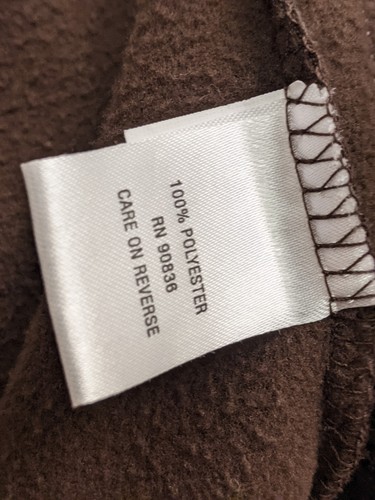 100% POLYESTER
RN 90836
CARE ON REVERSE